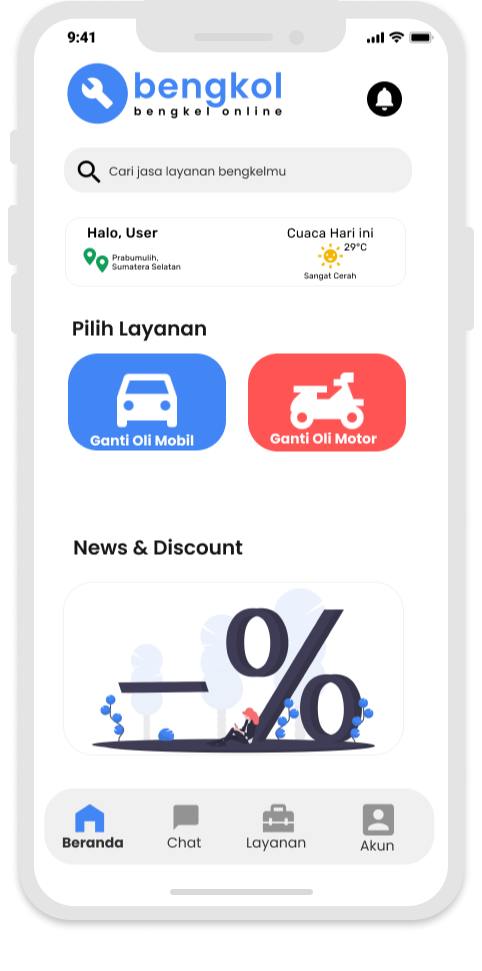 9:41
bengkol
bengkel online
Cari jasa layanan bengkelmu
Halo, User
Prabumulih,
Sumatera Selatan
Cuaca Hari ini
29°C
Sangat Cerah
Pilih Layanan
Ganti Oli Mobil
Ganti Oli Motor
News & Discount
-%
Beranda
Chat
Layanan
Akun